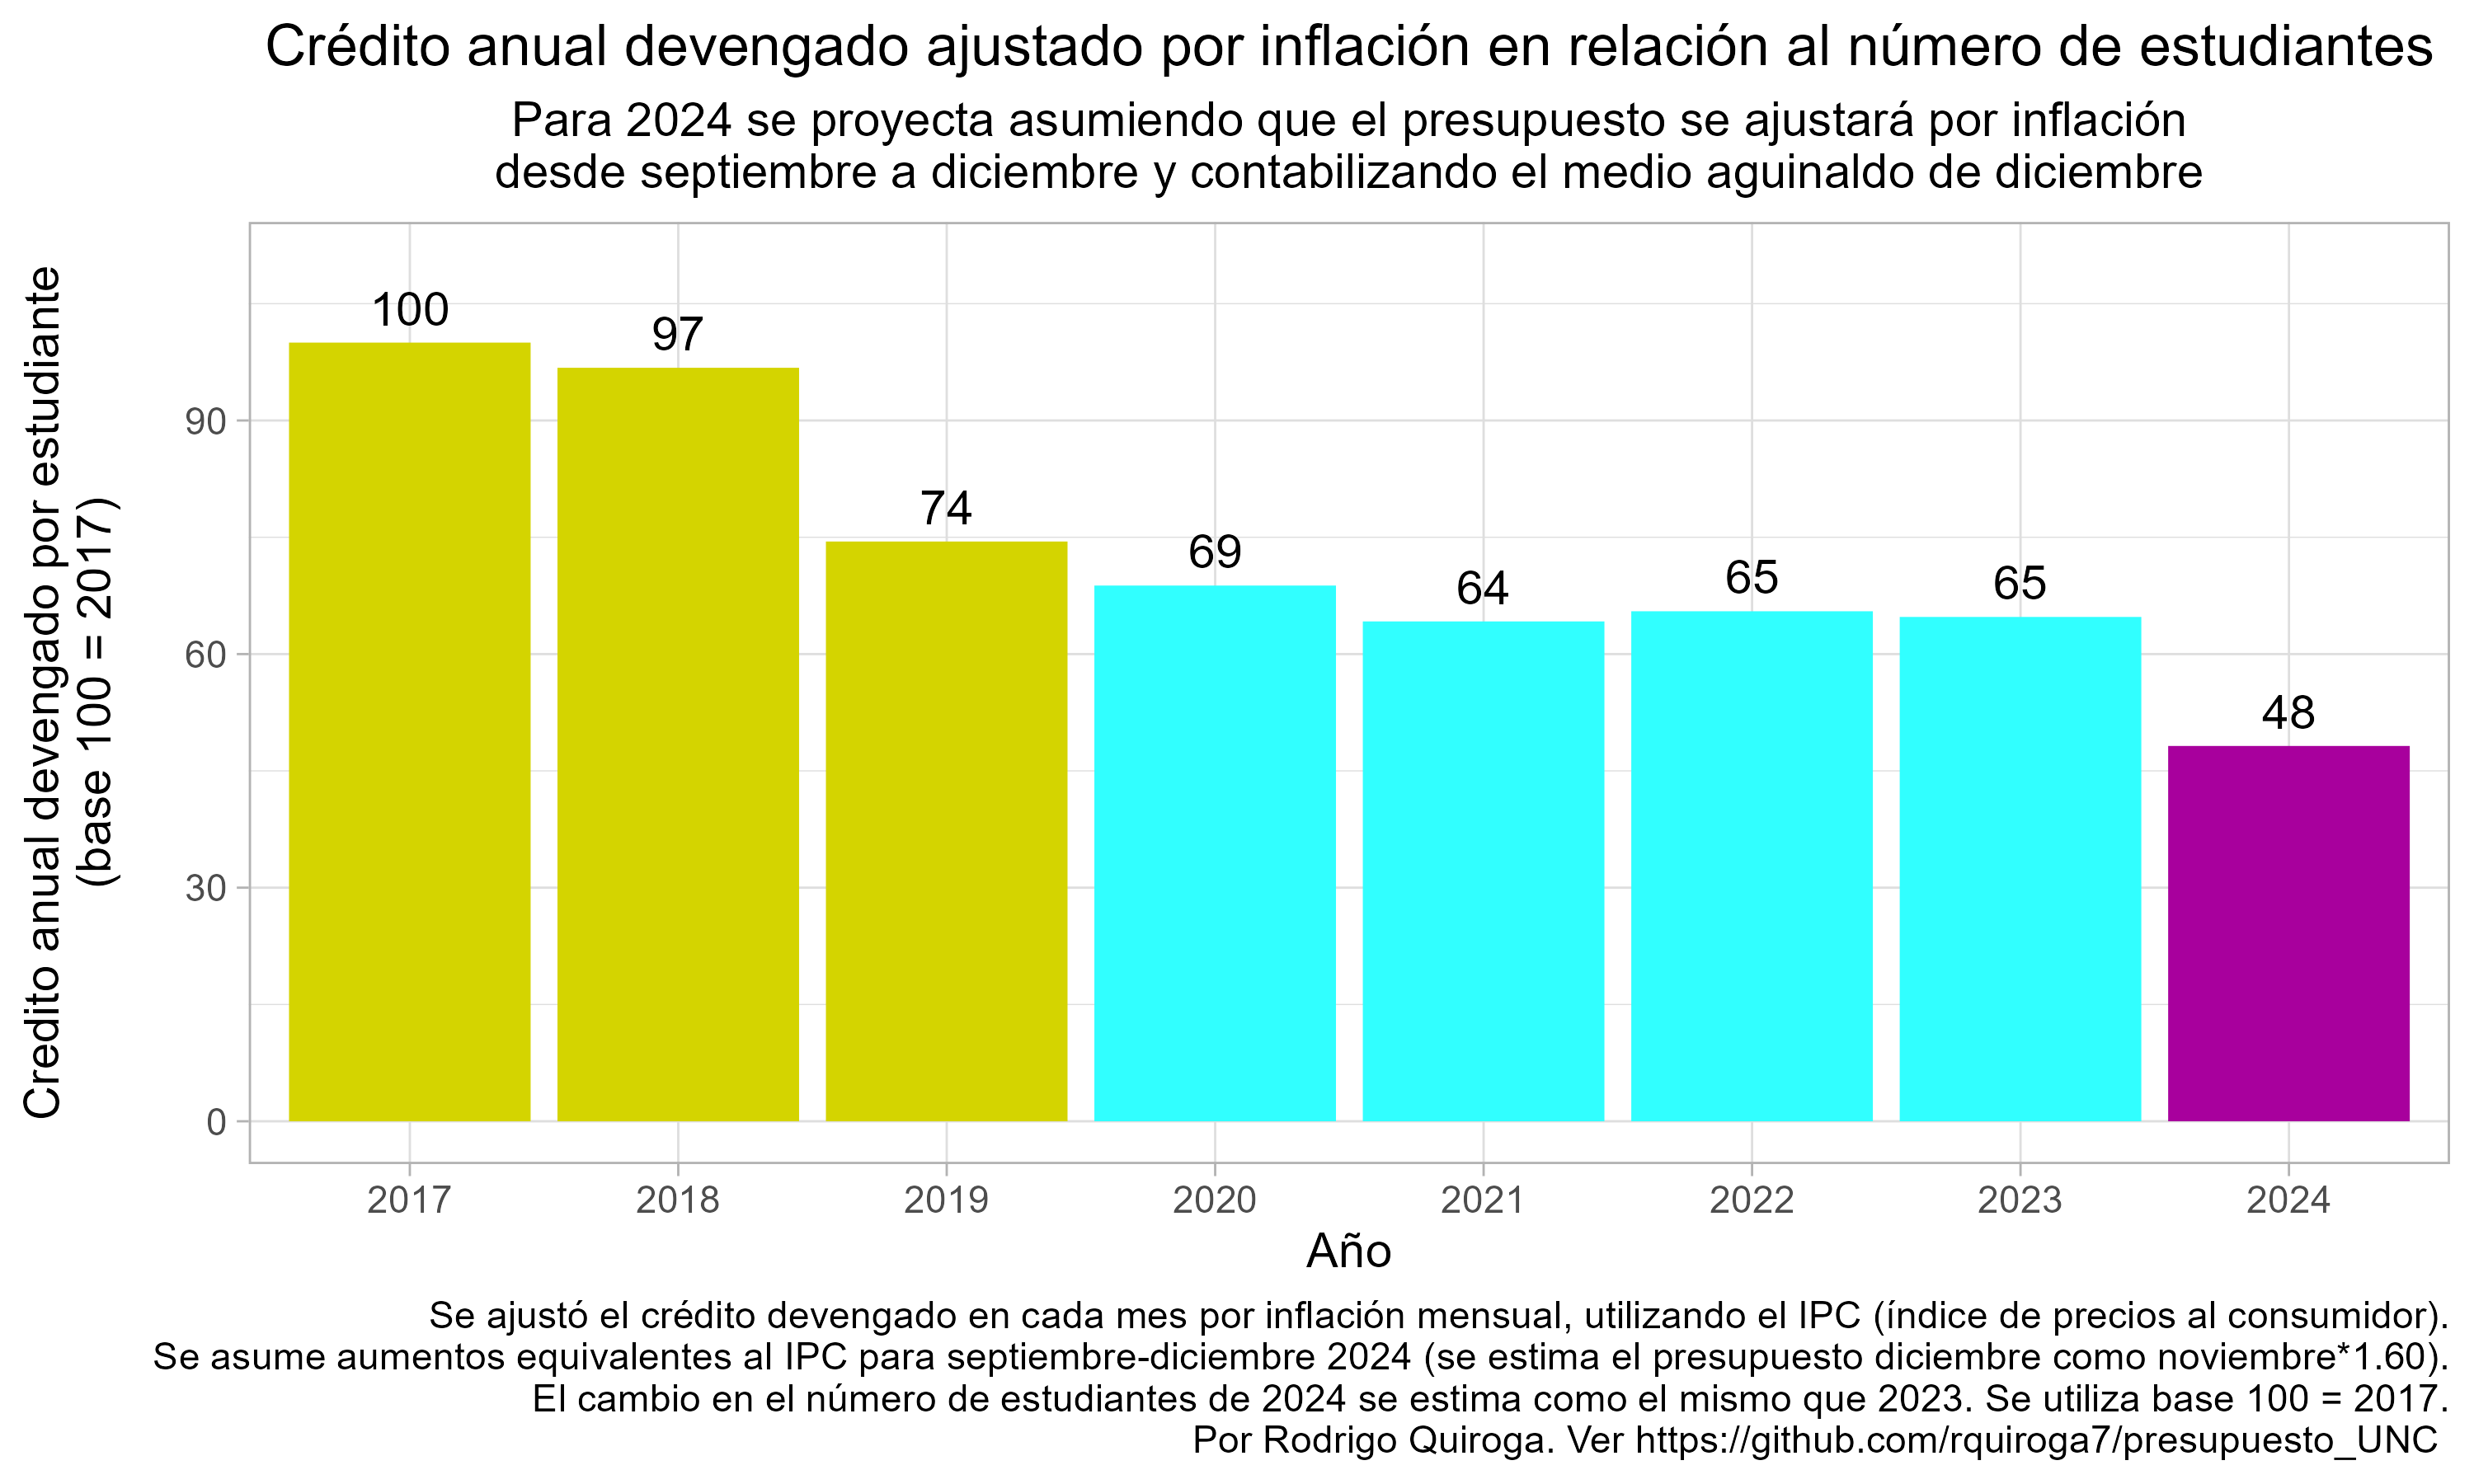 Crédito anual devengado ajustado por inflación en relación al número de estudiantes
Para 2024 se proyecta asumiendo que el presupuesto se ajustará por inflación
desde septiembre a diciembre y contabilizando el medio aguinaldo de diciembre
Credito anual devengado por estudiante
(base 100 = 2017)
90
60
30
0
100
97
74
69
64
65
65
48
2017
2018
2019
2020
2021
2022
2023
2024
Año
Se ajustó el crédito devengado en cada mes por inflación mensual, utilizando el IPC (índice de precios al consumidor).
Se asume aumentos equivalentes al IPC para septiembre-diciembre 2024 (se estima el presupuesto diciembre como noviembre*1.60).
El cambio en el número de estudiantes de 2024 se estima como el mismo que 2023. Se utiliza base 100 = 2017.
Por Rodrigo Quiroga. Ver https://github.com/rquiroga7/presupuesto_UNC